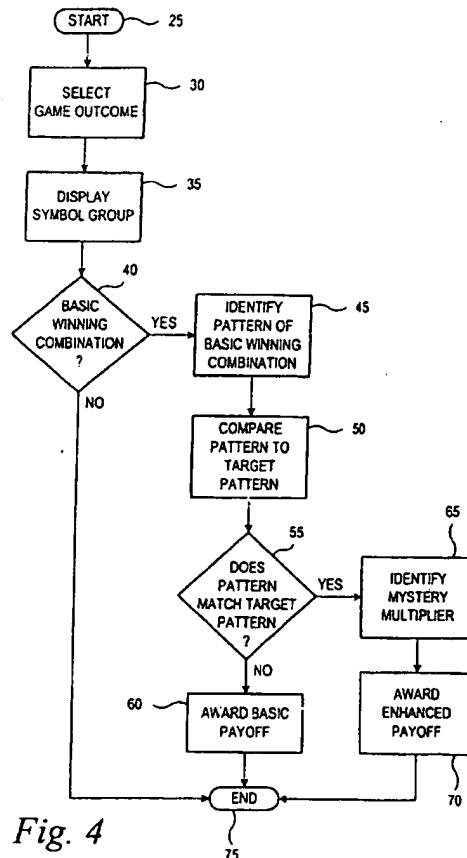 START
25
SELECT
GAME OUTCOME
30
DISPLAY
SYMBOL GROUP
35
BASIC
WINNING
COMBINATION
?
40
YES
NO
IDENTIFY
PATTERN OF
BASIC WINNING
COMBINATION
45
COMPARE
PATTERN TO
TARGET
PATTERN
50
DOES
PATTERN
MATCH TARGET
PATTERN
?
55
YES
NO
IDENTIFY
MYSTERY
MULTIPLIER
65
AWARD BASIC
PAYOFF
60
AWARD
ENHANCED
PAYOFF
70
END
75
Fig. 4